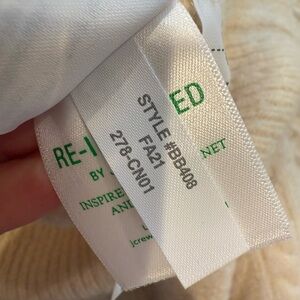 STYLE #BB408
FA21
278-CN01
ED
RE-I
BY
NET
INSPIRE
AN
jcrew